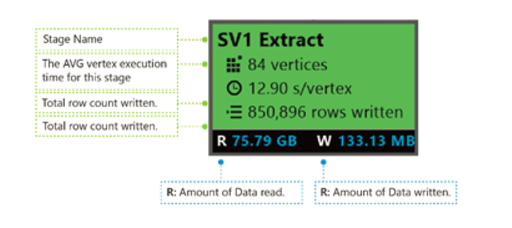 Stage Name
The AVG vertex execution
time for this stage
Total row count written.
Total row count written.
SV1 Extract
84 vertices
12.90 s/vertex
850,896 rows written
R 75.79 GB W 133.13 MB
R: Amount of Data read.
R: Amount of Data written.